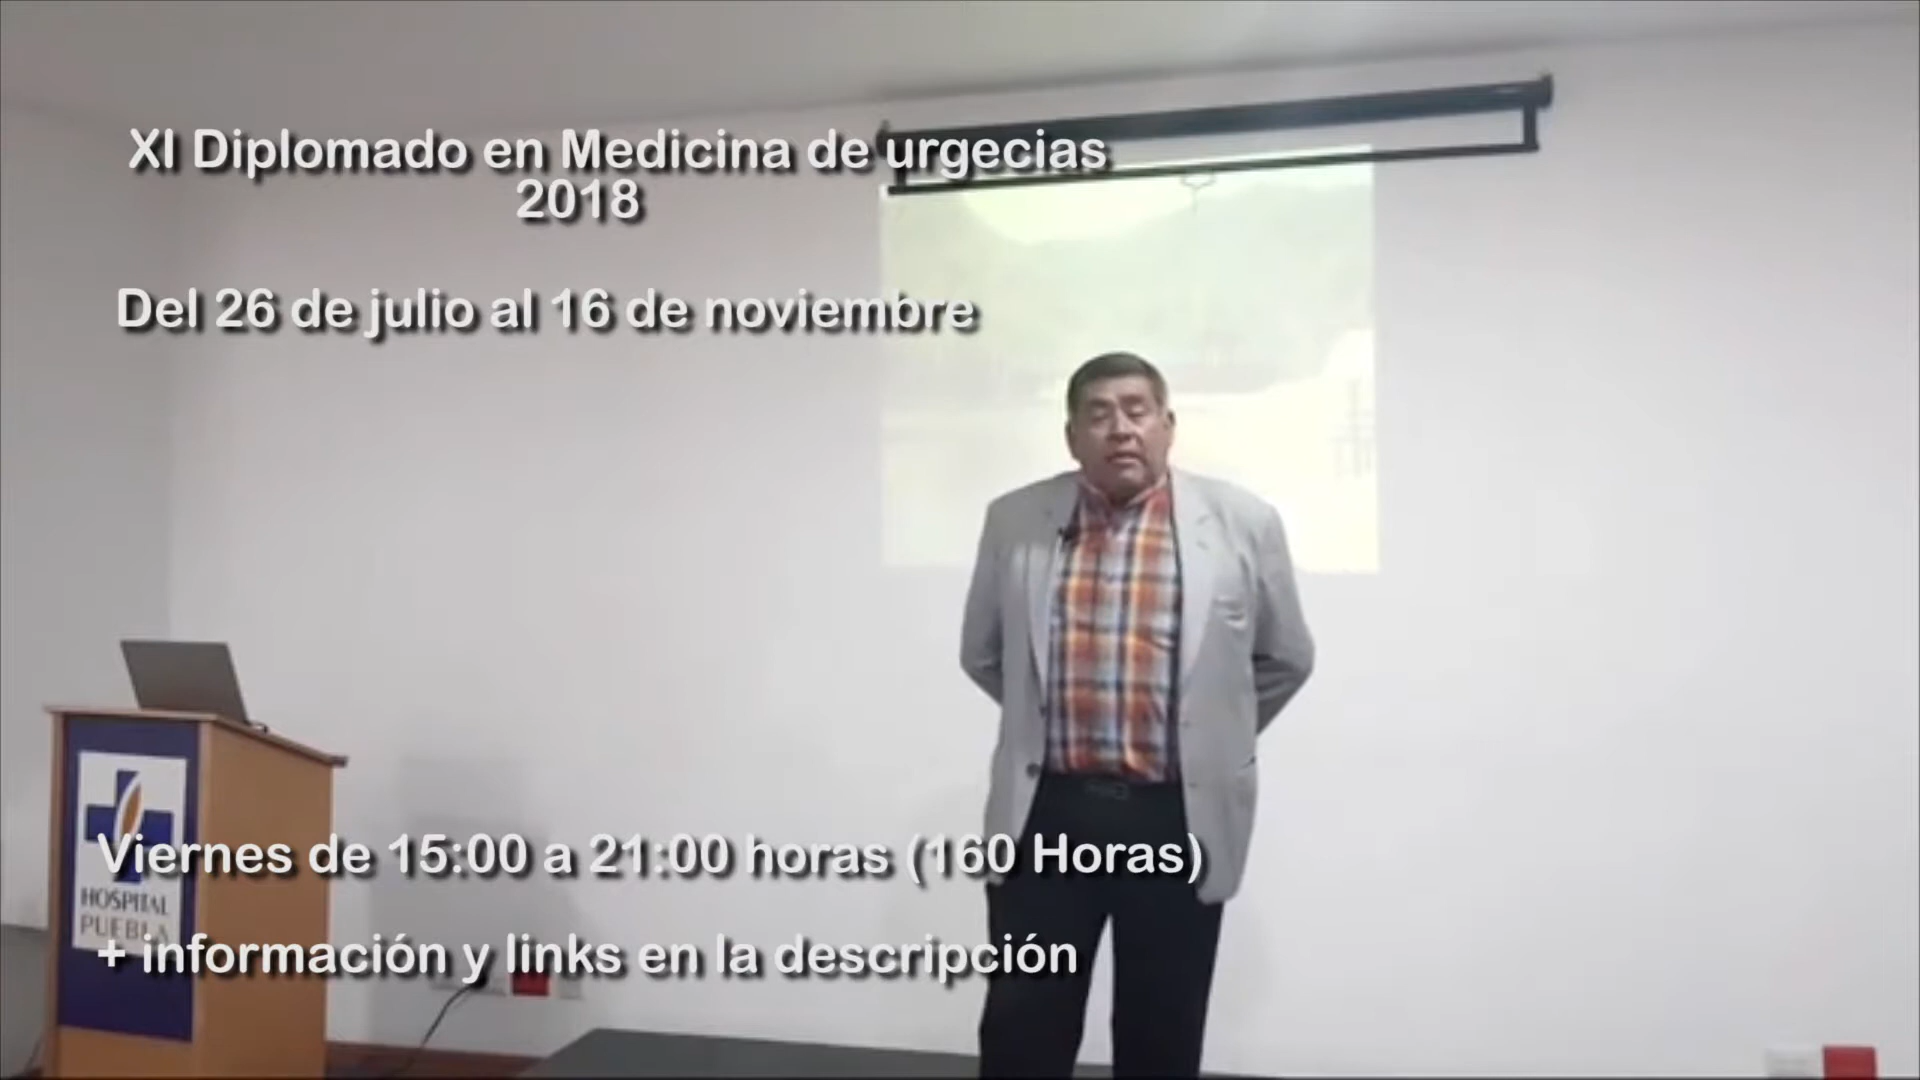 XI Diplomado en Medicina de urgecias
2018
Del 26 de julio al 16 de noviembre
Viernes de 15:00 a 21:00 horas (160 Horas)
HOSPITAL
PUEBLA
+ información y links en la descripción